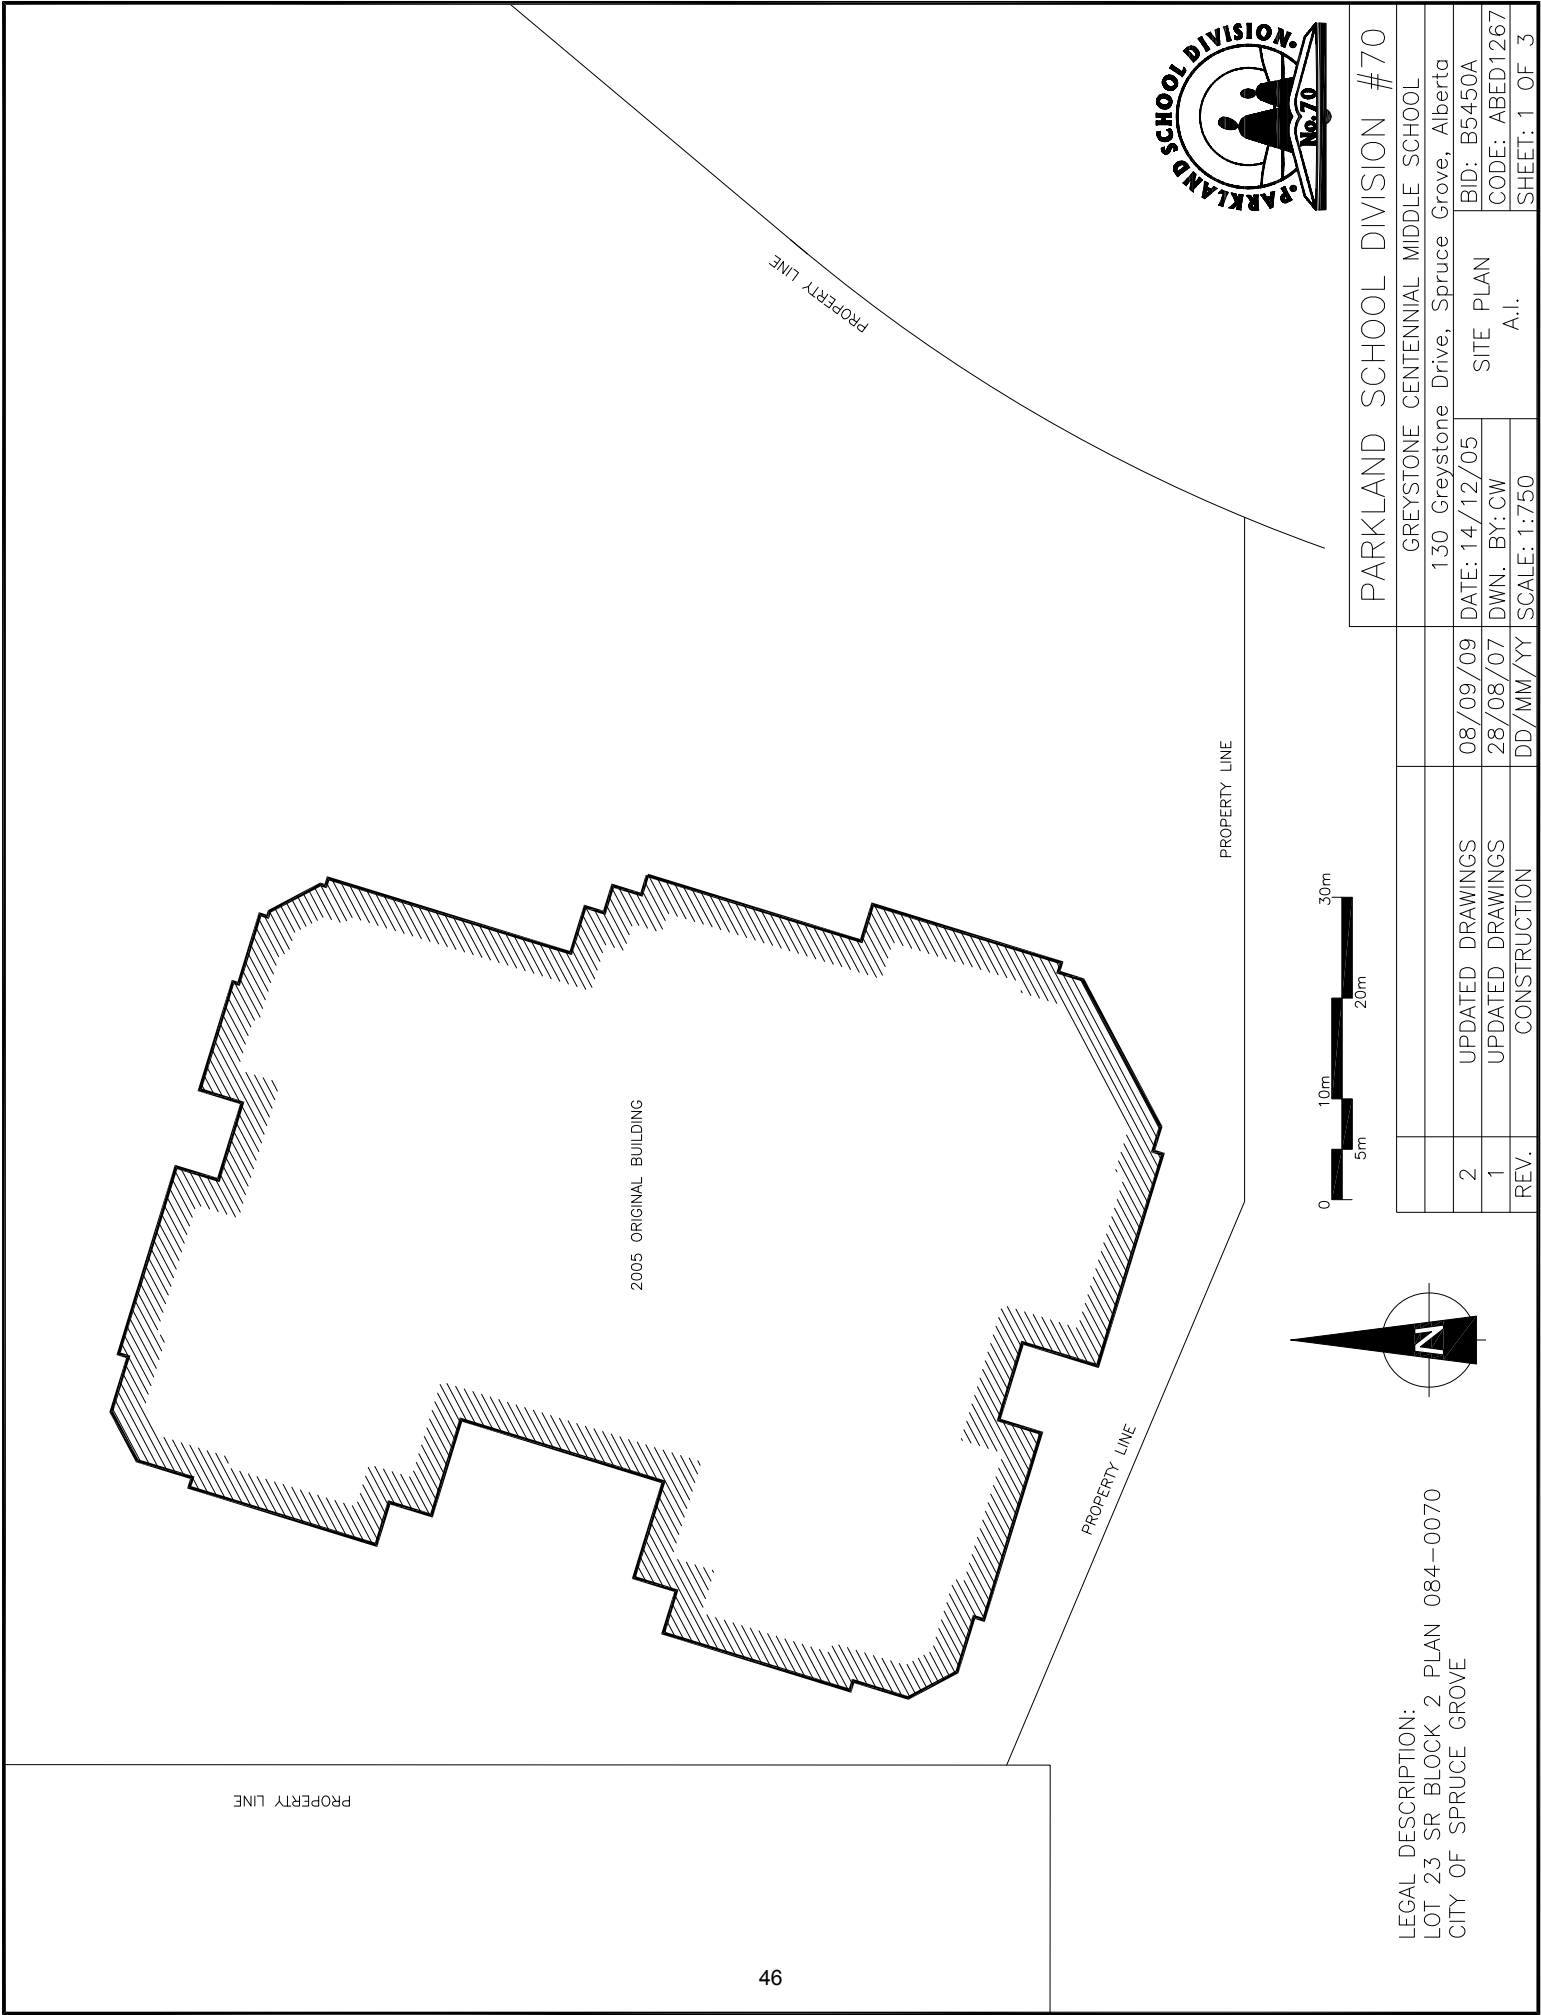 PROPERTY LINE
PROPERTY LINE
2005 ORIGINAL BUILDING
PROPERTY LINE
PROPERTY LINE
LEGAL DESCRIPTION:
LOT 23 SR BLOCK 2 PLAN 084-0070
CITY OF SPRUCE GROVE
N
0 5m 10m 20m 30m
•PARKLAND SCHOOL DIVISION•
No.70
PARKLAND SCHOOL DIVISION #70
GREYSTONE CENTENNIAL MIDDLE SCHOOL
130 Greystone Drive, Spruce Grove, Alberta
2 UPDATED DRAWINGS 08/09/09 DATE: 14/12/05
1 UPDATED DRAWINGS 28/08/07 DWN. BY:CW
REV. CONSTRUCTION DD/MM/YY SCALE: 1:750
SITE PLAN
A.I.
BID: B5450A
CODE: ABED1267
SHEET: 1 OF 3
46